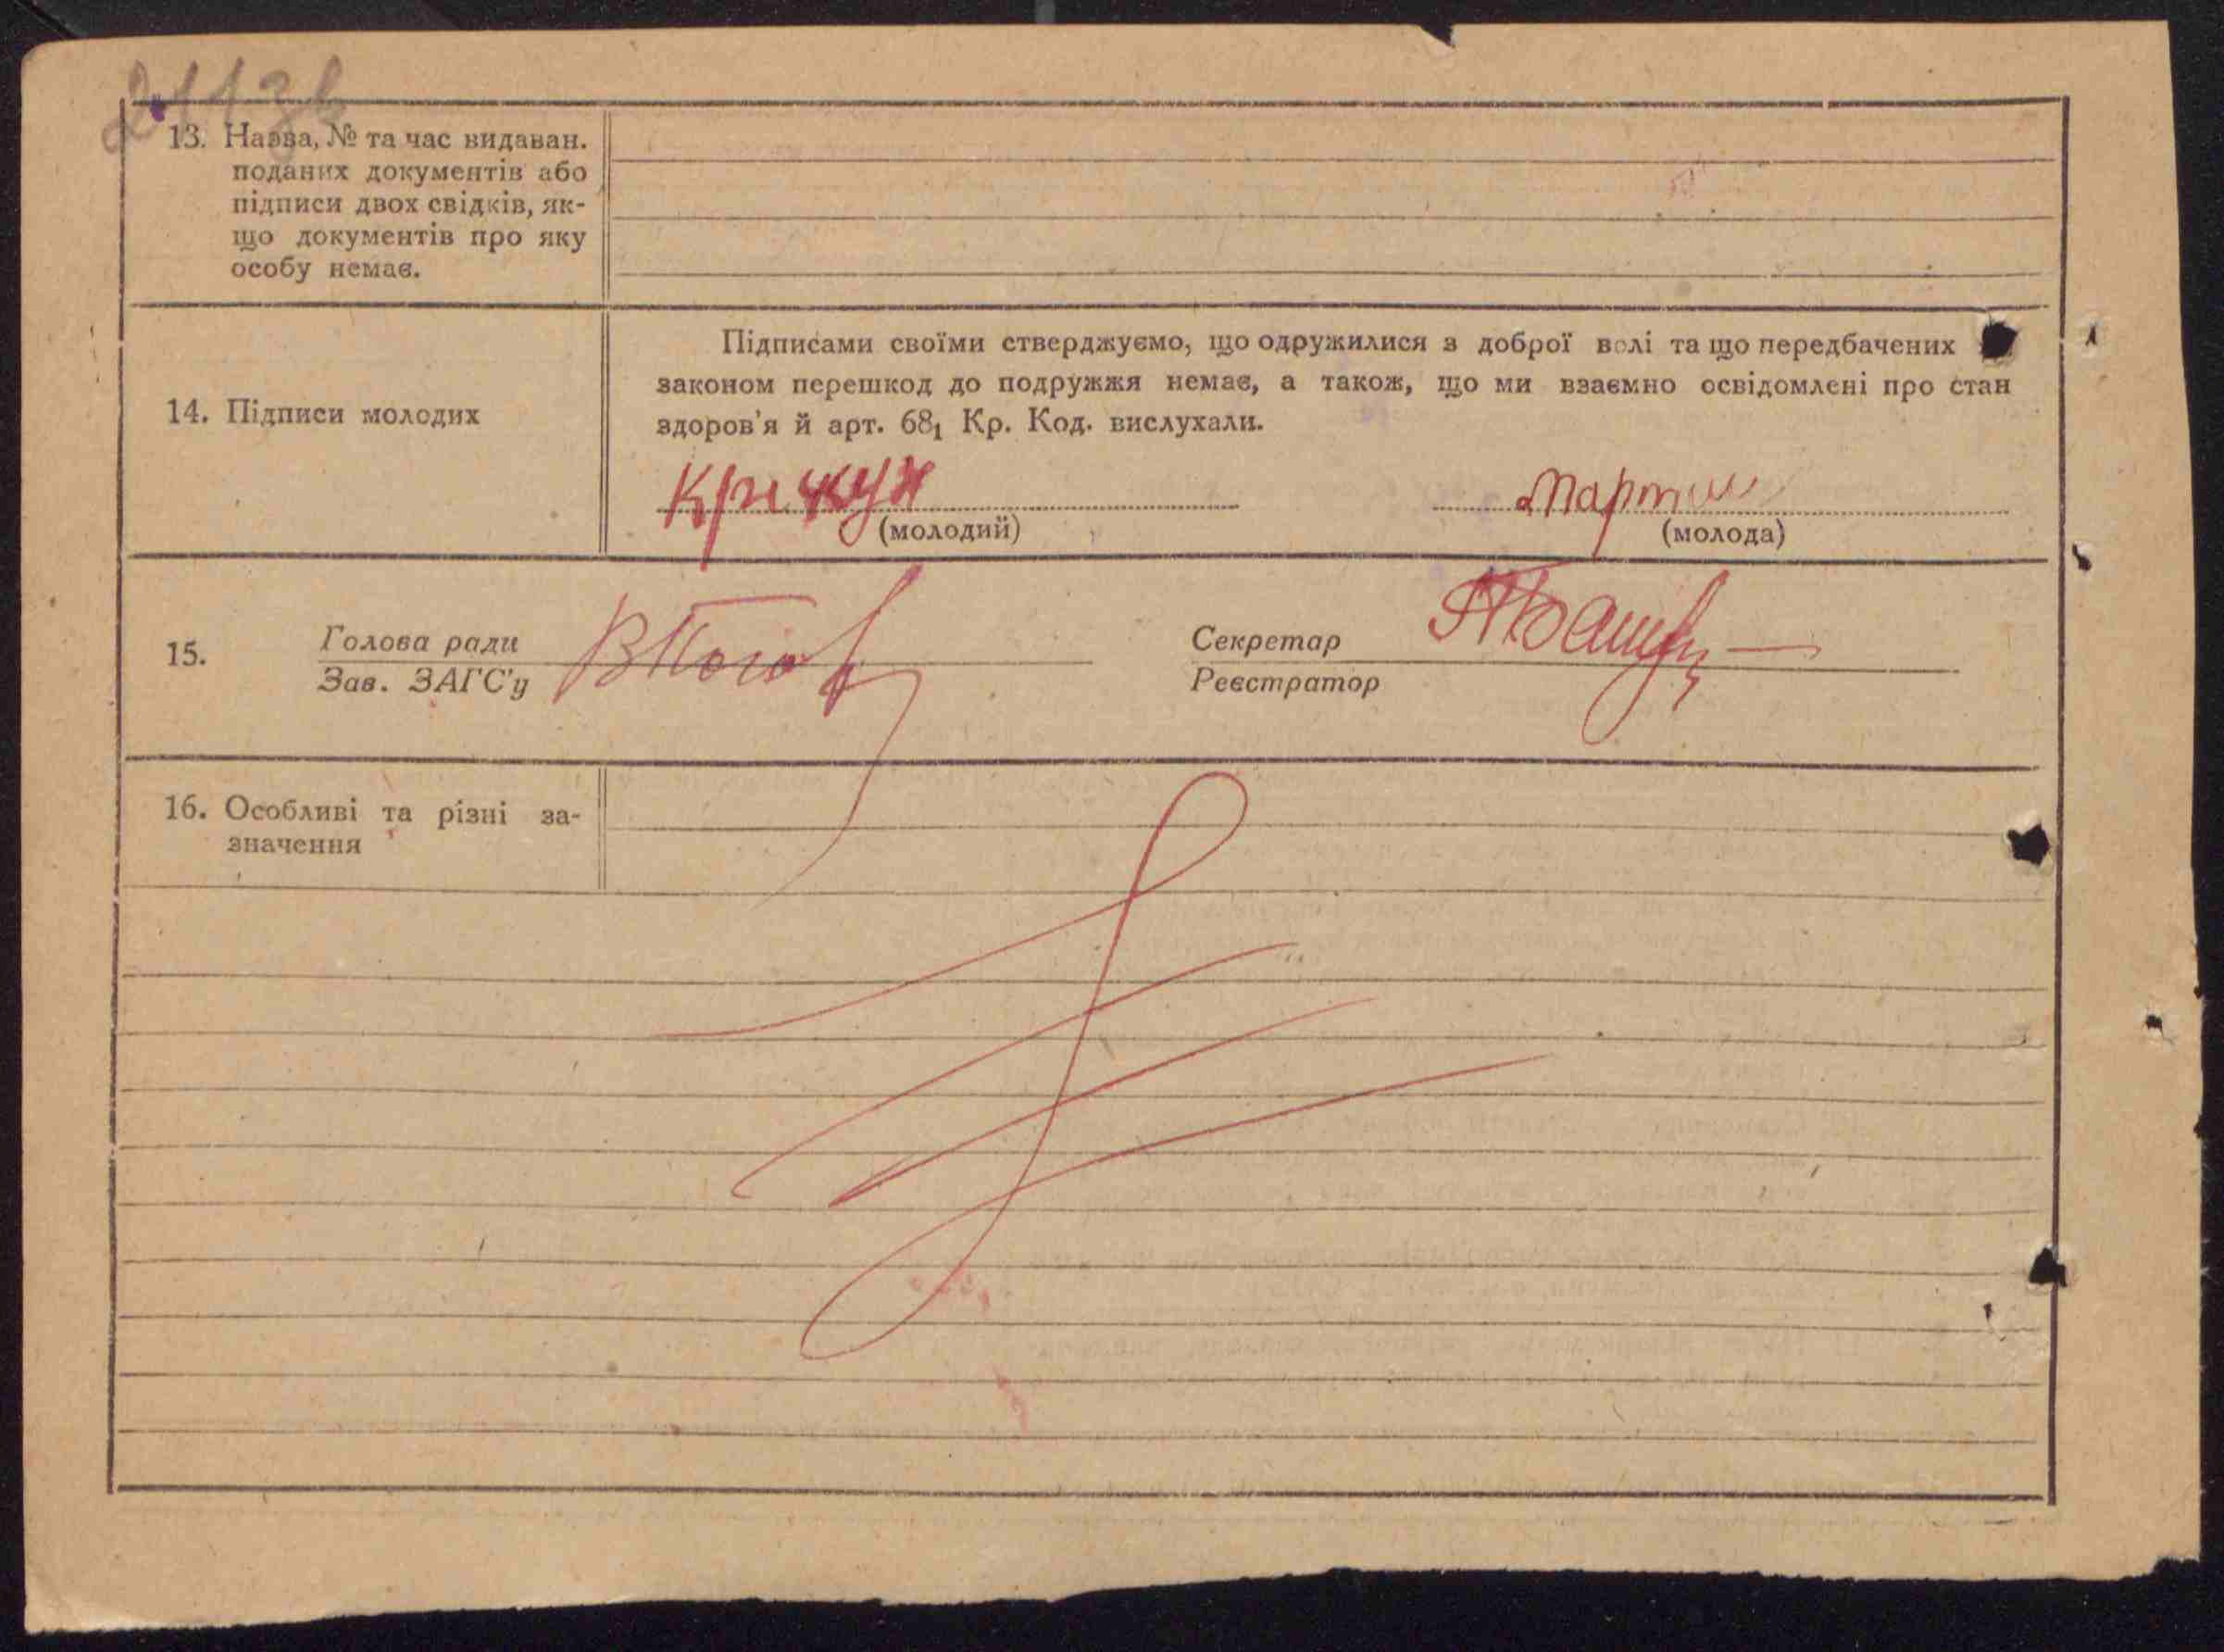 211зв
13. Назва, № та час видаван.
поданих документів або
підписи двох свідків, як-
що документів про яку
особу немає.
14. Підписи молодих
Підписами своїми стверджуємо, що одружилися з доброї волі та що передбачених
законом перешкод до подружжя немає, а також, що ми взаємно освідомлені про стан
здоров'я й арт. 68₁ Кр. Код. вислухали.
(молодий)
(молода)
15.
Голова ради
Зав. ЗАГС'у
Секретар
Реєстратор
16. Особливі та різні за-
значення